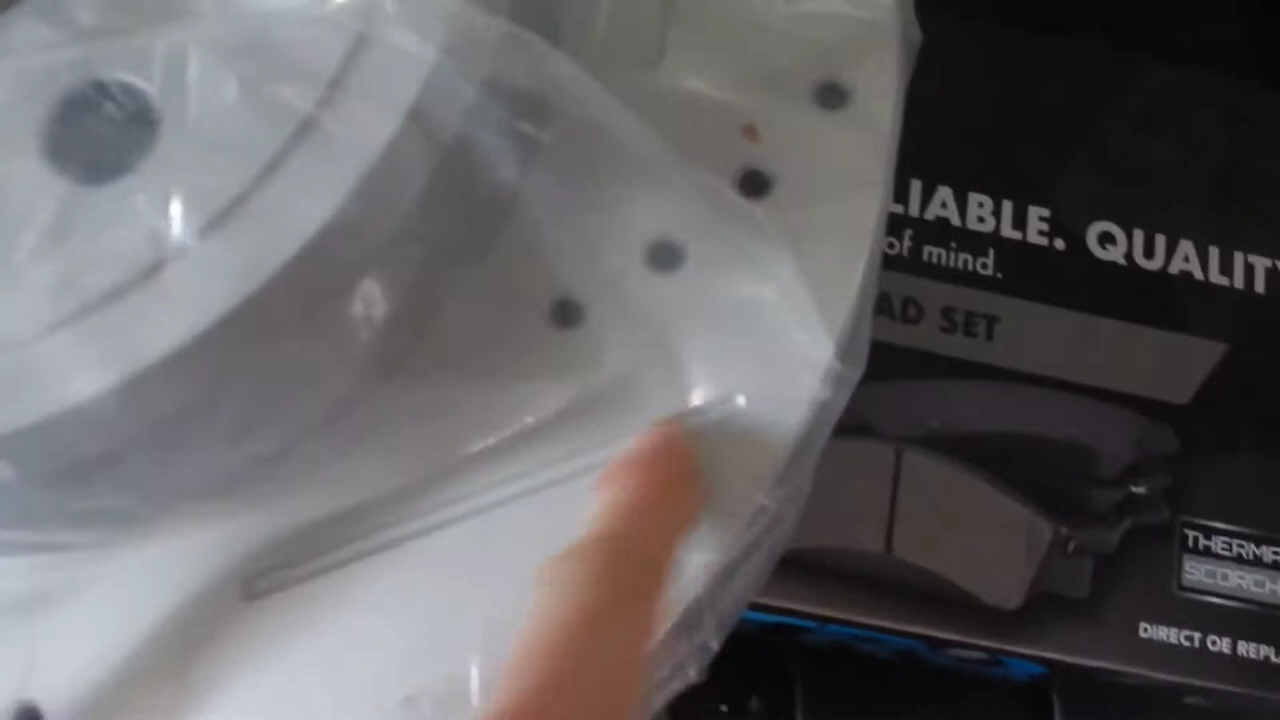 LIABLE. QUALITY
of mind.
AD SET
THERMA
SCORCH
DIRECT OE REPL